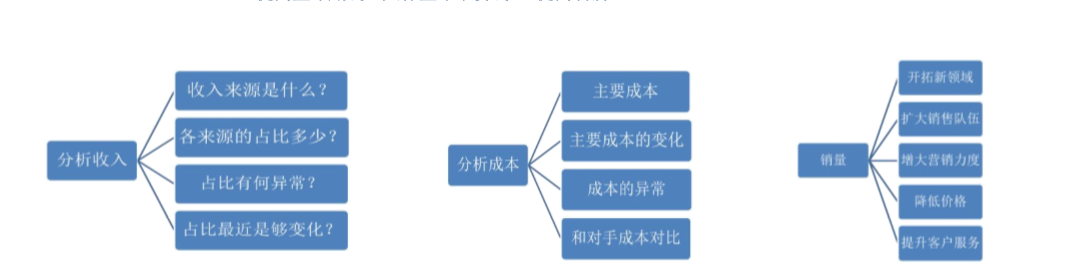 分析收入
收入来源是什么？
各来源的占比多少？
占比有何异常？
占比最近是够变化？
分析成本
主要成本
主要成本的变化
成本的异常
和对手成本对比
销量
开拓新领域
扩大销售队伍
增大营销力度
降低价格
提升客户服务